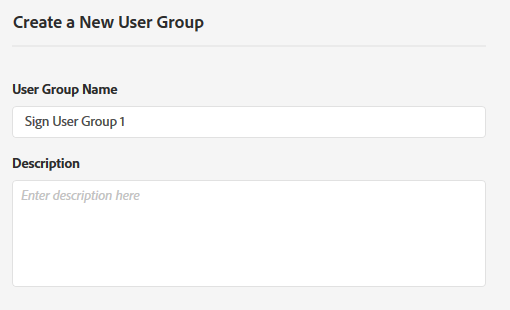 Create a New User Group
User Group Name
Sign User Group 1
Description
Enter description here